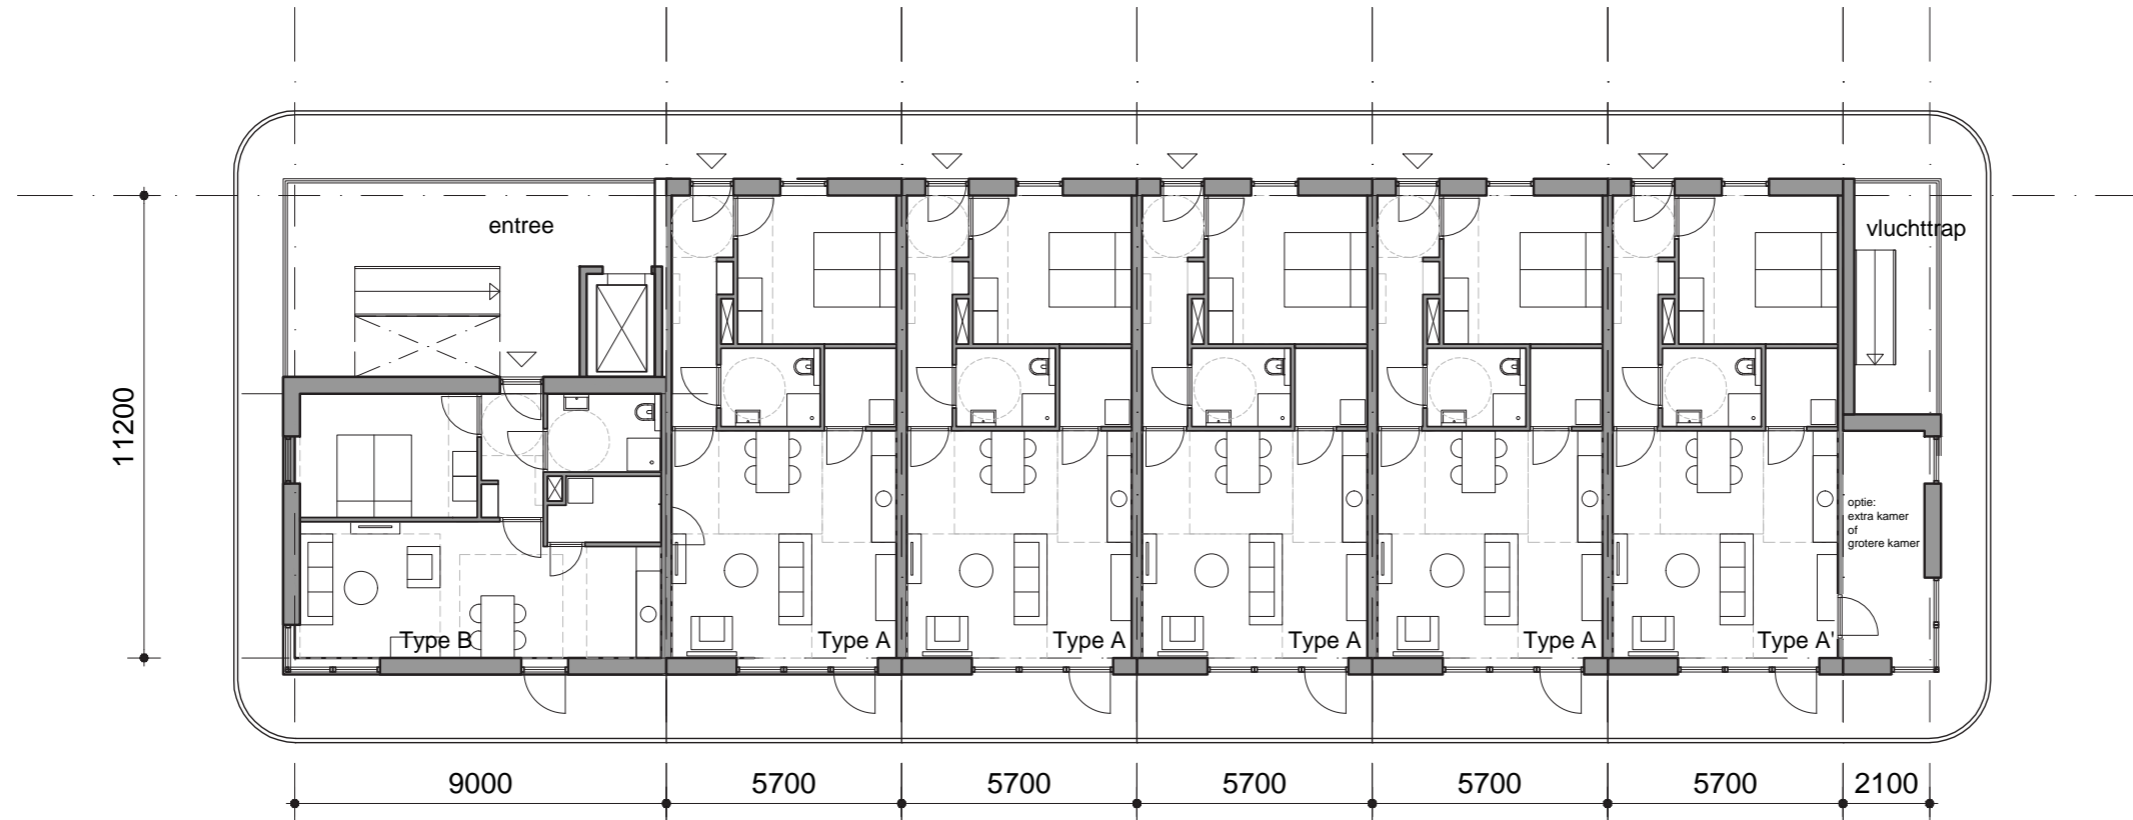 entree
vluchttrap
11200
optie:
extra kamer
of
grotere kamer
Type B
Type A
Type A
Type A
Type A
Type A'
9000
5700
5700
5700
5700
5700
2100